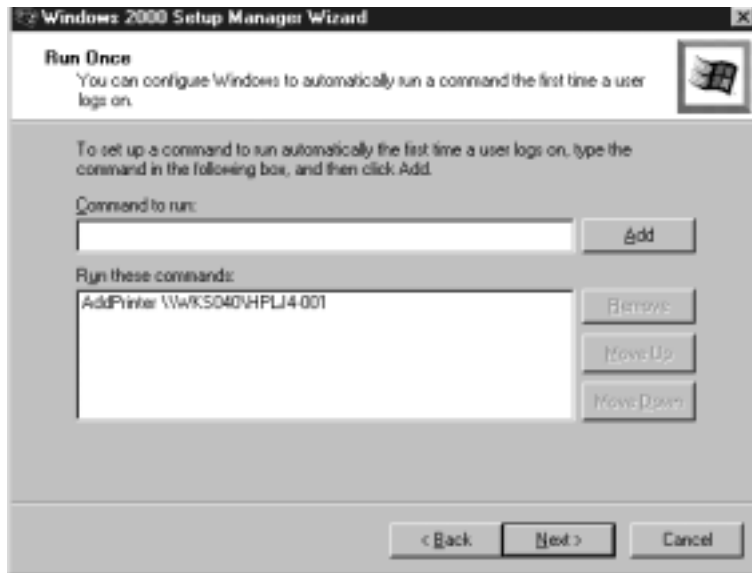 Windows 2000 Setup Manager Wizard
Run Once
You can configure Windows to automatically run a command the first time a user
logs on.
To set up a command to run automatically the first time a user logs on, type the
command in the following box, and then click Add.
Command to run:
Add
Run these commands:
AddPrinter \\WKS040\HPLJ4-001
Remove
Move Up
Move Down
< Back
Next >
Cancel